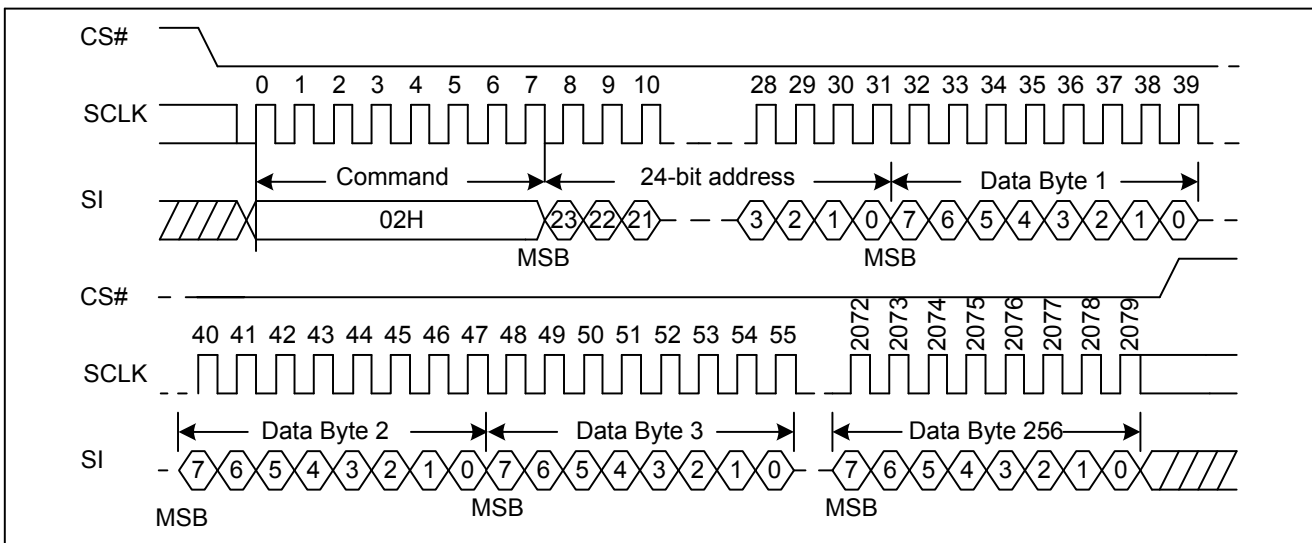 CS#
0 1 2 3 4 5 6 7 8 9 10 28 29 30 31 32 33 34 35 36 37 38 39
SCLK
Command 24-bit address Data Byte 1
SI
02H 23 22 21 3 2 1 0 7 6 5 4 3 2 1 0
MSB MSB
CS#
2072 2073 2074 2075 2076 2077 2078 2079
40 41 42 43 44 45 46 47 48 49 50 51 52 53 54 55
SCLK
Data Byte 2 Data Byte 3 Data Byte 256
SI
7 6 5 4 3 2 1 0 7 6 5 4 3 2 1 0 7 6 5 4 3 2 1 0
MSB MSB MSB